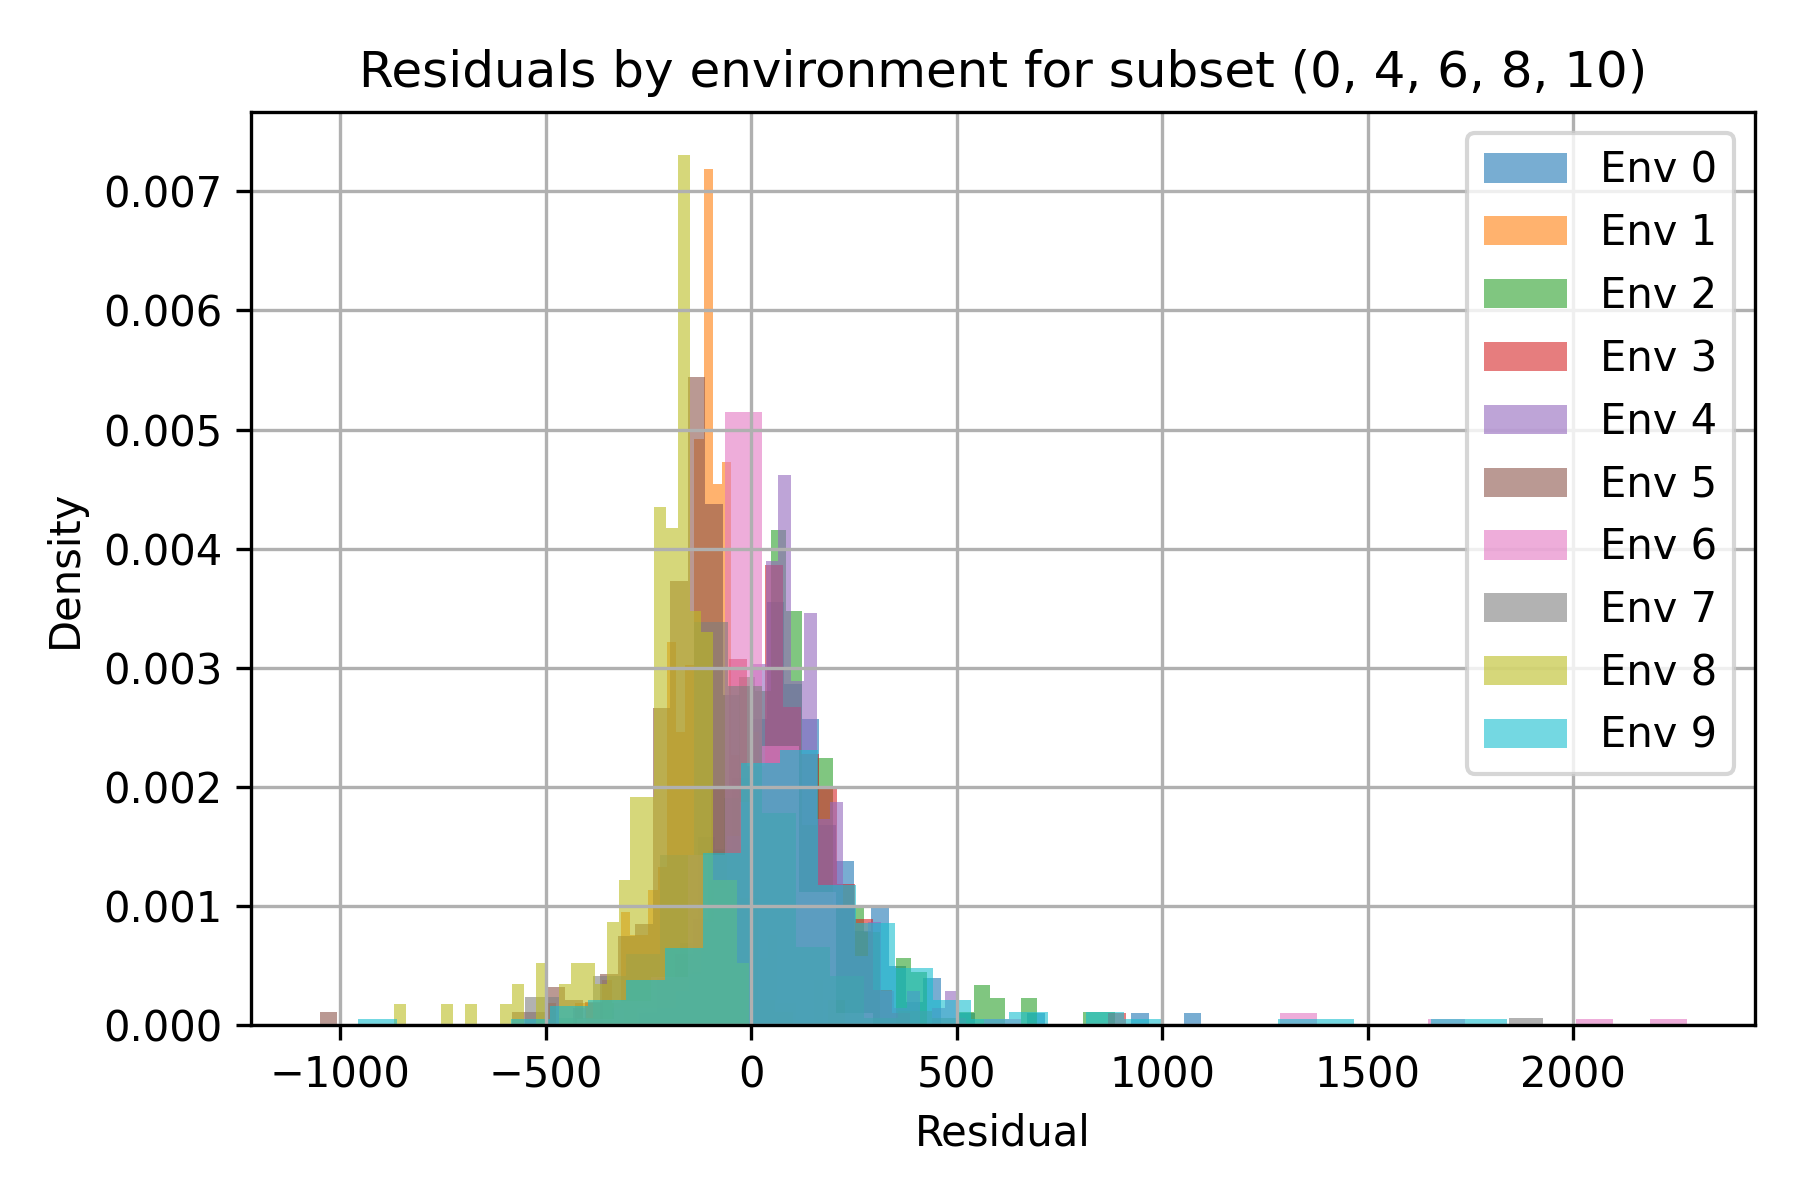 Residuals by environment for subset (0, 4, 6, 8, 10)
Density
0.007
0.006
0.005
0.004
0.003
0.002
0.001
0.000
−1000
−500
0
500
1000
1500
2000
Residual
Env 0
Env 1
Env 2
Env 3
Env 4
Env 5
Env 6
Env 7
Env 8
Env 9